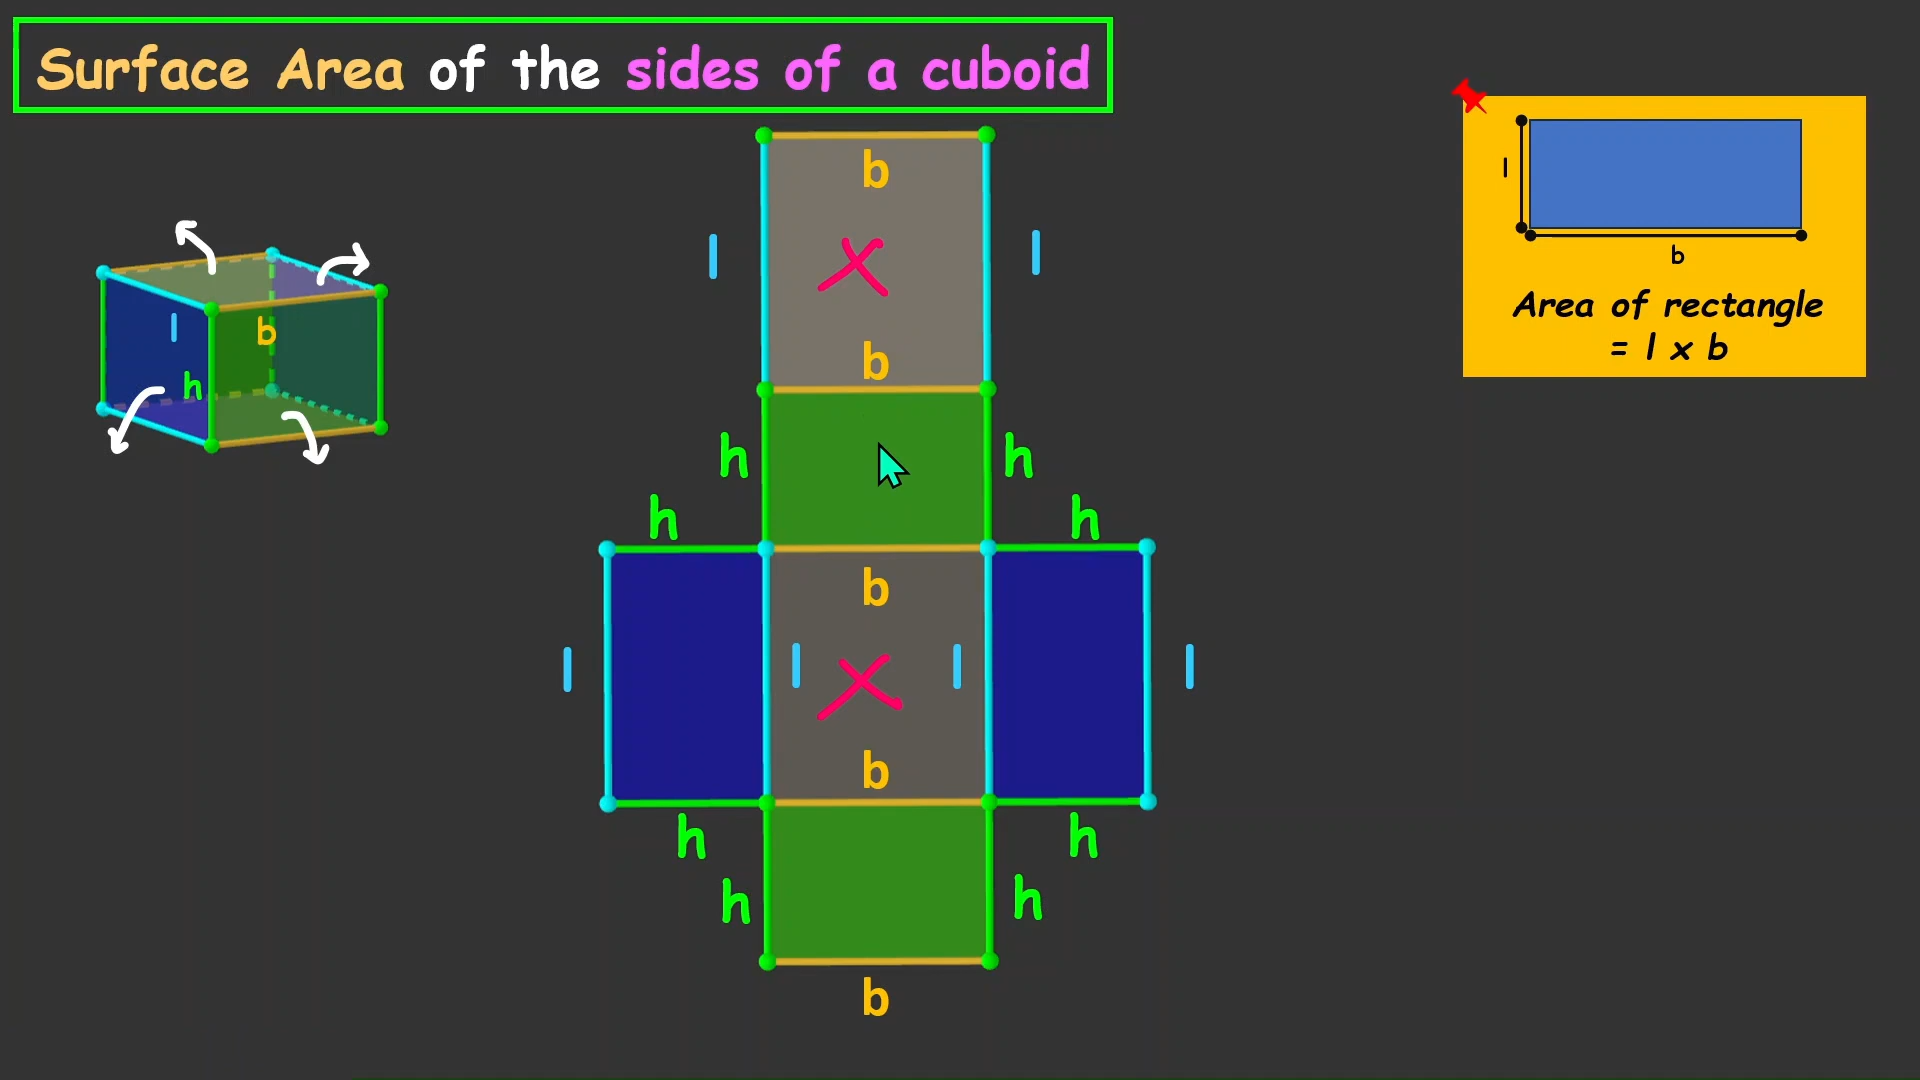 Surface Area of the sides of a cuboid
b
l l
b
h h
h h
b
l l l l
b
h h
h h
b
l b
h
l
b
Area of rectangle
= l x b